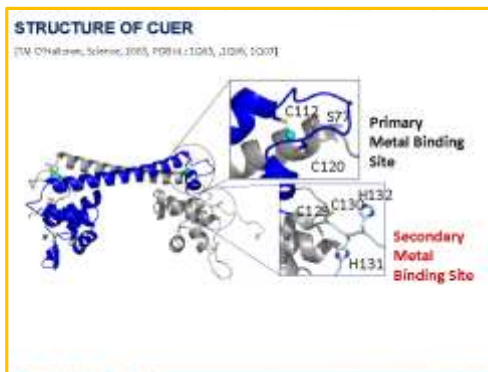 STRUCTURE OF CUER
C112
S77
C120
Primary
Metal Binding
Site
H132
C130
C129
H131
Secondary
Metal
Binding Site